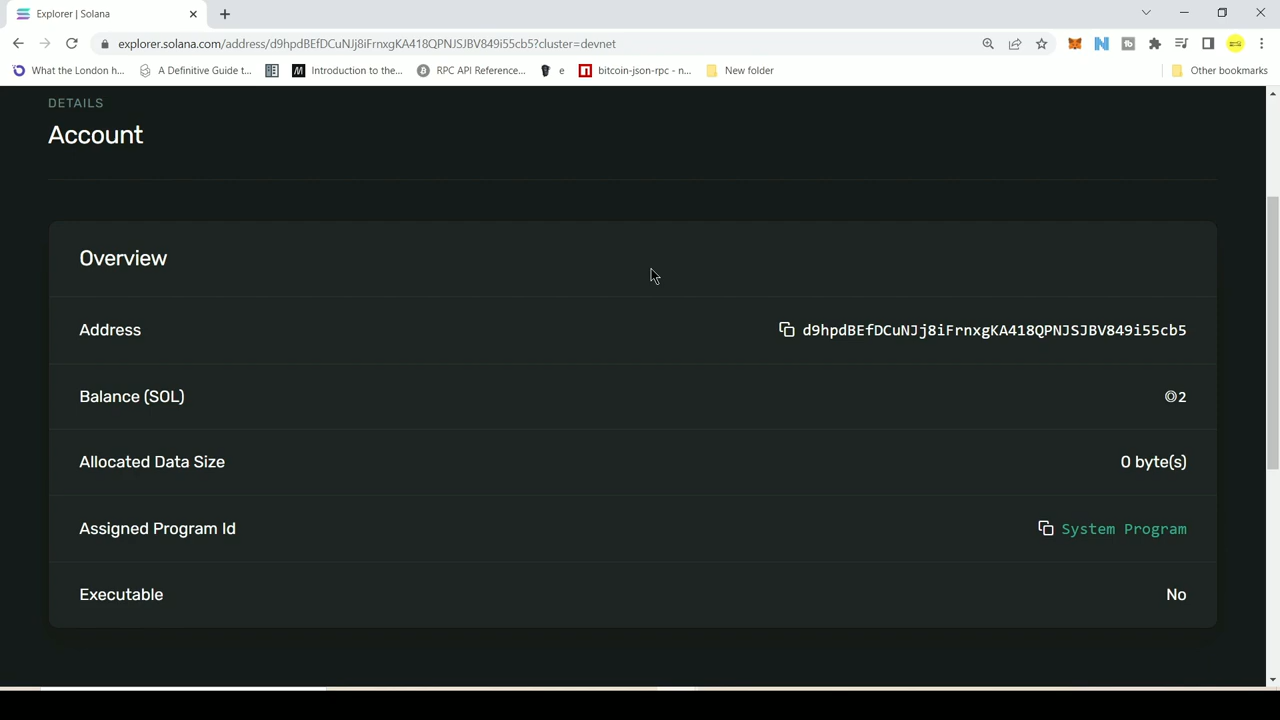 Explorer | Solana
explorer.solana.com/address/d9hpdBEfDCuNJj8iFrnxgKA418QPNJSJBV849i55cb5?cluster=devnet
What the London h... A Definitive Guide t... Introduction to the... RPC API Reference... e bitcoin-json-rpc - n... New folder Other bookmarks
DETAILS
Account
Overview
Address d9hpdBEfDCuNJj8iFrnxgKA418QPNJSJBV849i55cb5
Balance (SOL) ◎2
Allocated Data Size 0 byte(s)
Assigned Program Id System Program
Executable No